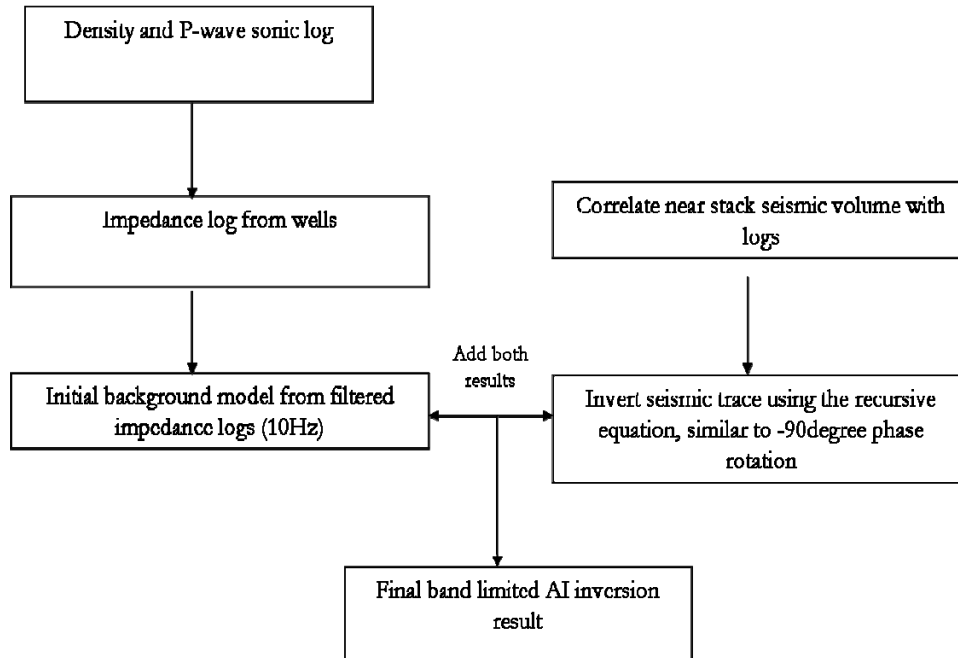 Density and P-wave sonic log
Impedance log from wells
Correlate near stack seismic volume with
logs
Add both
results
Initial background model from filtered
impedance logs (10Hz)
Invert seismic trace using the recursive
equation, similar to -90degree phase
rotation
Final band limited AI inversion
result